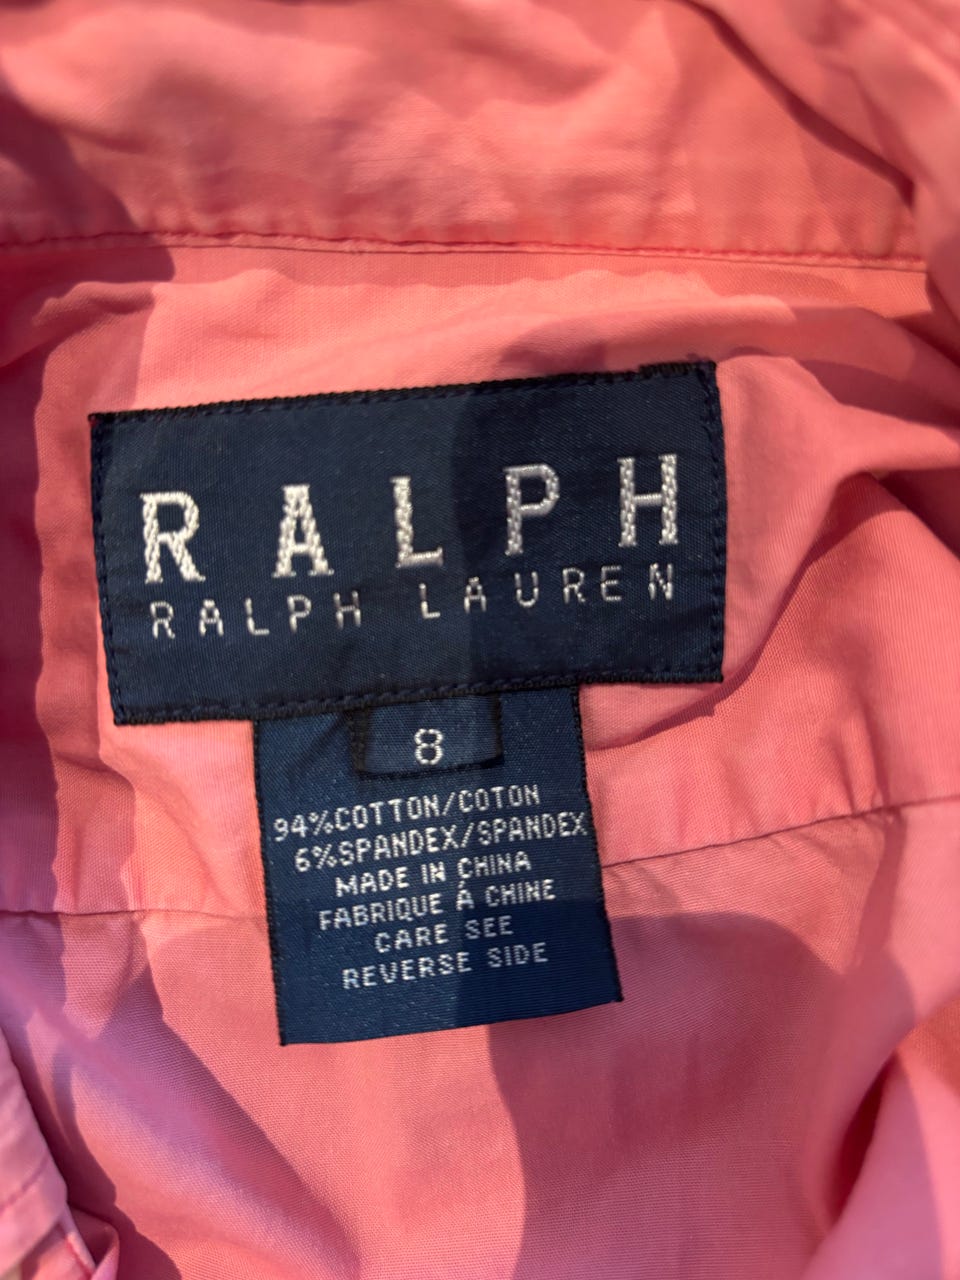 RALPH
RALPH LAUREN
8
94%COTTON/COTON
6%SPANDEX/SPANDEX
MADE IN CHINA
FABRIQUE Á CHINE
CARE SEE
REVERSE SIDE